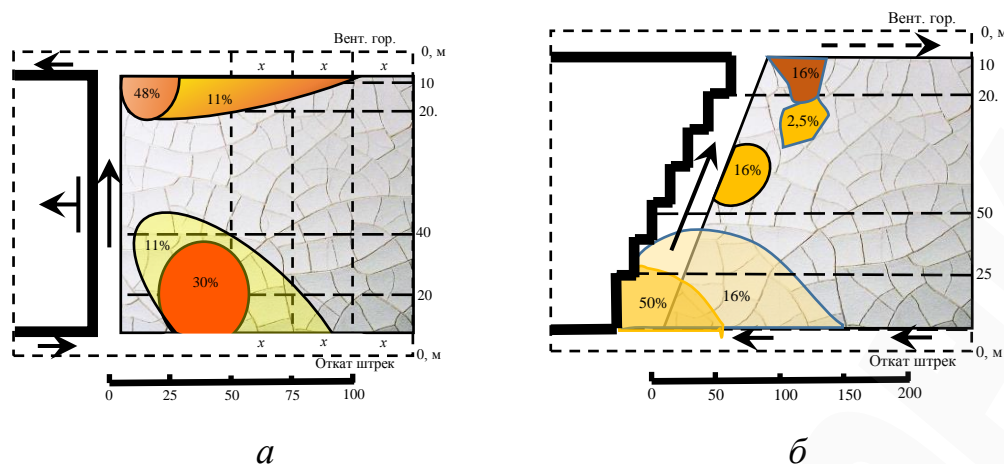 Вент. гор.
0, м
x x x
10
48%
11%
20.
40
11%
30%
20
x x x
0, м
Откат штрек
0 25 50 75 100
а
Вент. гор.
0, м
16%
20.
2,5%
16%
50
25
50%
16%
0, м
Откат штрек
0 50 100 150 200
б